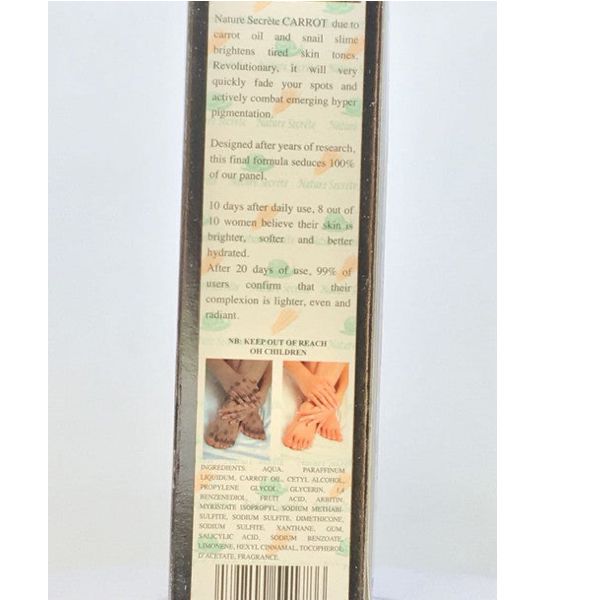 Nature Secrète CARROT due to
carrot oil and snail slime
brightens tired skin tones.
Revolutionary, it will very
quickly fade your spots and
actively combat emerging hyper
pigmentation.
Designed after years of research,
this final formula seduces 100%
of our panel.
10 days after daily use, 8 out of
10 women believe their skin is
brighter, softer and better
hydrated.
After 20 days of use, 99% of
users confirm that their
complexion is lighter, even and
radiant.
NB: KEEP OUT OF REACH
OH CHILDREN
INGREDIENTS: AQUA, PARAFFINUM
LIQUIDUM, CARROT OIL, CETYL ALCOHOL,
PROPYLENE GLYCOL, GLYCERIN, 1,4
BENZENEDIOL, FRUIT ACID, ARBITIN,
MYRISTATE ISOPROPYL, SODIUM METHABI-
SULFITE, SODIUM SULFITE, DIMETHICONE,
SODIUM SULFITE, XANTHANE, GUM,
SALICYLIC ACID, SODIUM BENZOATE,
LIMONENE, HEXYL CINNAMAL, TOCOPHEROL
D'ACETATE, FRAGRANCE.